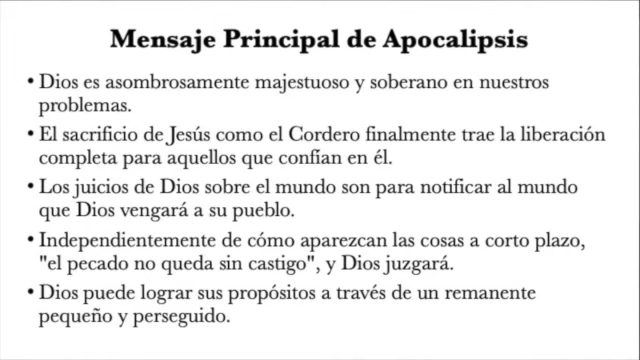 Mensaje Principal de Apocalipsis
• Dios es asombrosamente majestuoso y soberano en nuestros
problemas.
• El sacrificio de Jesús como el Cordero finalmente trae la liberación
completa para aquellos que confían en él.
• Los juicios de Dios sobre el mundo son para notificar al mundo
que Dios vengará a su pueblo.
• Independientemente de cómo aparezcan las cosas a corto plazo,
"el pecado no queda sin castigo", y Dios juzgará.
• Dios puede lograr sus propósitos a través de un remanente
pequeño y perseguido.